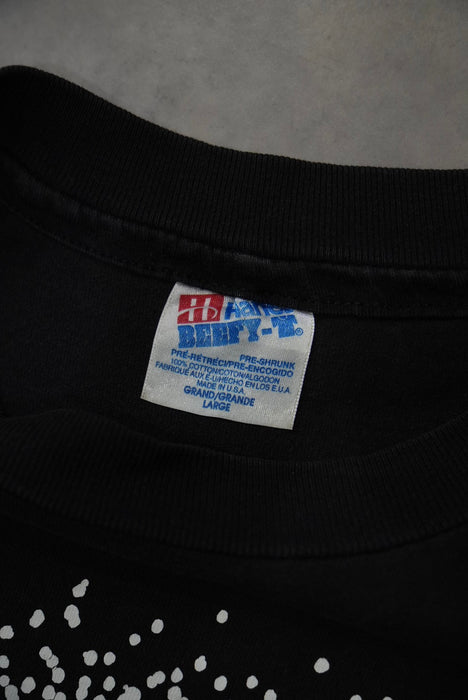 H Hanes
BEEFY-T®
PRÉ-RÉTRÉCI/PRE-ENCOGIDO PRE-SHRUNK
100% COTTON/COTON/ALGODON
FABRIQUÉ AUX É-U/HECHO EN LOS E.U.A.
MADE IN U.S.A.
GRAND/GRANDE
LARGE